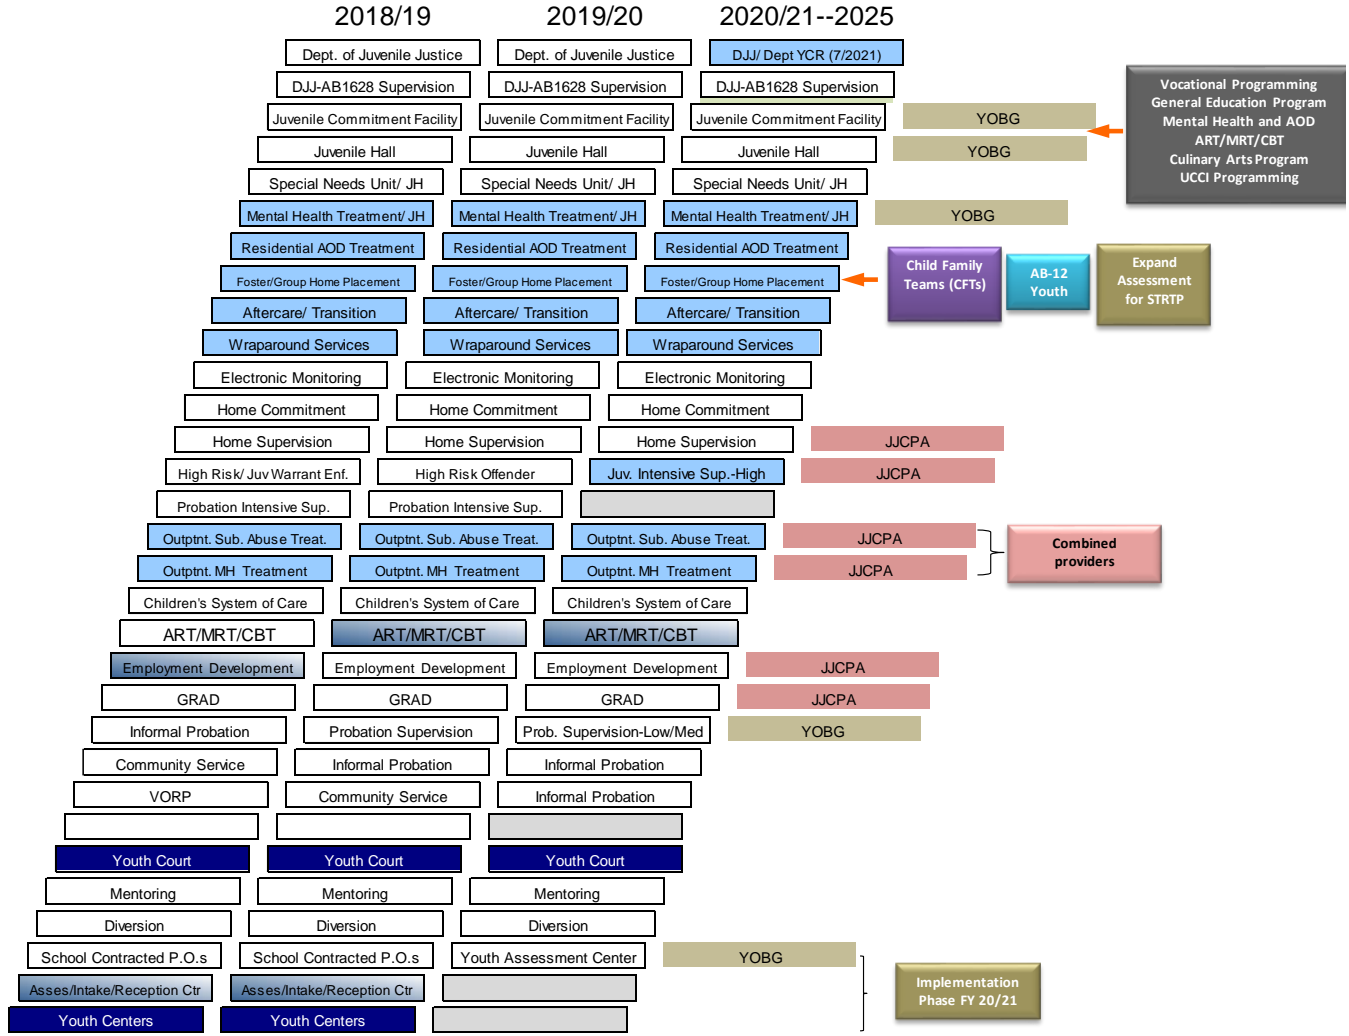 2018/19 2019/20 2020/21--2025
Dept. of Juvenile Justice Dept. of Juvenile Justice DJJ/ Dept YCR (7/2021)
DJJ-AB1628 Supervision DJJ-AB1628 Supervision DJJ-AB1628 Supervision
Juvenile Commitment Facility Juvenile Commitment Facility Juvenile Commitment Facility YOBG
Juvenile Hall Juvenile Hall Juvenile Hall YOBG
Vocational Programming
General Education Program
Mental Health and AOD
ART/MRT/CBT
Culinary Arts Program
UCCI Programming
Special Needs Unit/ JH Special Needs Unit/ JH Special Needs Unit/ JH
Mental Health Treatment/ JH Mental Health Treatment/ JH Mental Health Treatment/ JH YOBG
Residential AOD Treatment Residential AOD Treatment Residential AOD Treatment
Foster/Group Home Placement Foster/Group Home Placement Foster/Group Home Placement
Child Family
Teams (CFTs)
AB-12
Youth
Expand
Assessment
for STRTP
Aftercare/ Transition Aftercare/ Transition Aftercare/ Transition
Wraparound Services Wraparound Services Wraparound Services
Electronic Monitoring Electronic Monitoring Electronic Monitoring
Home Commitment Home Commitment Home Commitment
Home Supervision Home Supervision Home Supervision JJCPA
High Risk/ Juv Warrant Enf. High Risk Offender Juv. Intensive Sup.-High JJCPA
Probation Intensive Sup. Probation Intensive Sup.
Outptnt. Sub. Abuse Treat. Outptnt. Sub. Abuse Treat. Outptnt. Sub. Abuse Treat. JJCPA
Outptnt. MH Treatment Outptnt. MH Treatment Outptnt. MH Treatment JJCPA
Combined
providers
Children's System of Care Children's System of Care Children's System of Care
ART/MRT/CBT ART/MRT/CBT ART/MRT/CBT
Employment Development Employment Development Employment Development JJCPA
GRAD GRAD GRAD JJCPA
Informal Probation Probation Supervision Prob. Supervision-Low/Med YOBG
Community Service Informal Probation Informal Probation
VORP Community Service Informal Probation
Youth Court Youth Court Youth Court
Mentoring Mentoring Mentoring
Diversion Diversion Diversion
School Contracted P.O.s School Contracted P.O.s Youth Assessment Center YOBG
Asses/Intake/Reception Ctr Asses/Intake/Reception Ctr
Youth Centers Youth Centers
Implementation
Phase FY 20/21